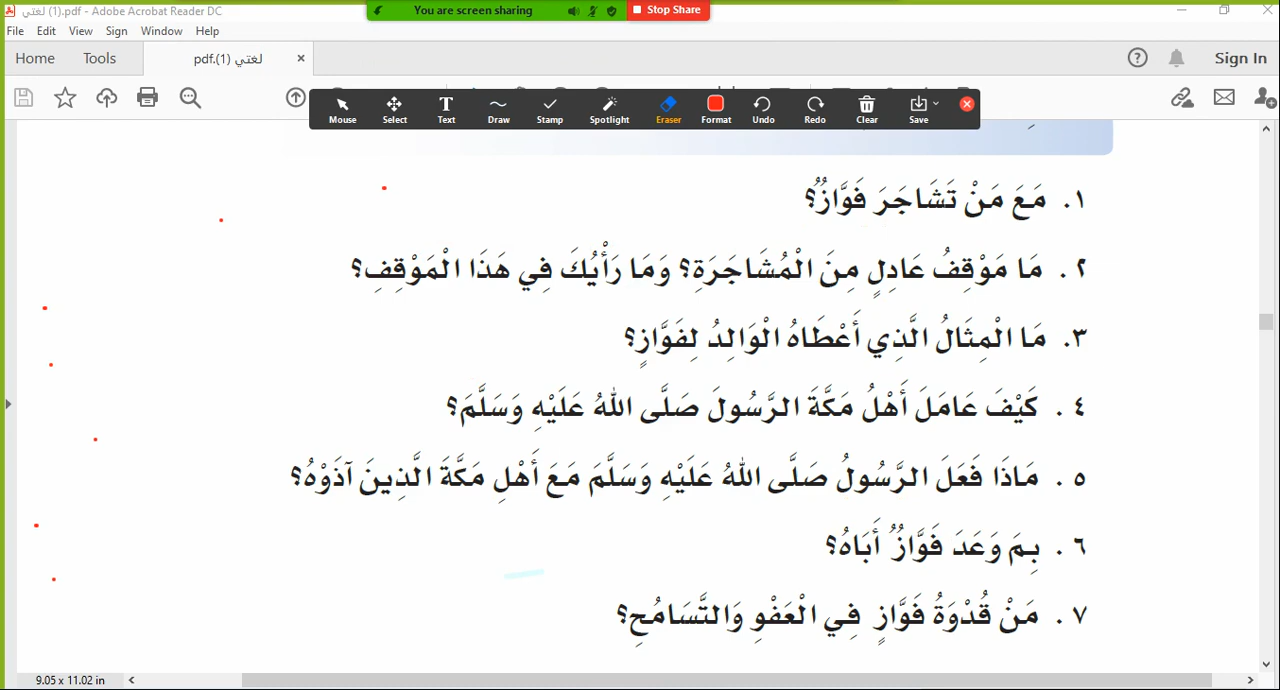 لغتي (1).pdf - Adobe Acrobat Reader DC
You are screen sharing
Stop Share
File Edit View Sign Window Help
Home Tools
لغتي (1).pdf
Sign In
Mouse Select Text Draw Stamp Spotlight Eraser Format Undo Redo Clear Save
١. مَعَ مَنْ تَشَاجَرَ فَوَّازٌ؟
٢. مَا مَوْقِفُ عَادِلٍ مِنَ الْمُشَاجَرَةِ؟ وَمَا رَأْيُكَ فِي هَذَا الْمَوْقِفِ؟
٣. مَا الْمِثَالُ الَّذِي أَعْطَاهُ الْوَالِدُ لِفَوَّازٍ؟
٤. كَيْفَ عَامَلَ أَهْلُ مَكَّةَ الرَّسُولَ صَلَّى اللهُ عَلَيْهِ وَسَلَّمَ؟
٥. مَاذَا فَعَلَ الرَّسُولُ صَلَّى اللهُ عَلَيْهِ وَسَلَّمَ مَعَ أَهْلِ مَكَّةَ الَّذِينَ آذَوْهُ؟
٦. بِمَ وَعَدَ فَوَّازٌ أَبَاهُ؟
٧. مَنْ قُدْوَةُ فَوَّازٍ فِي الْعَفْوِ وَالتَّسَامُحِ؟
9.05 x 11.02 in